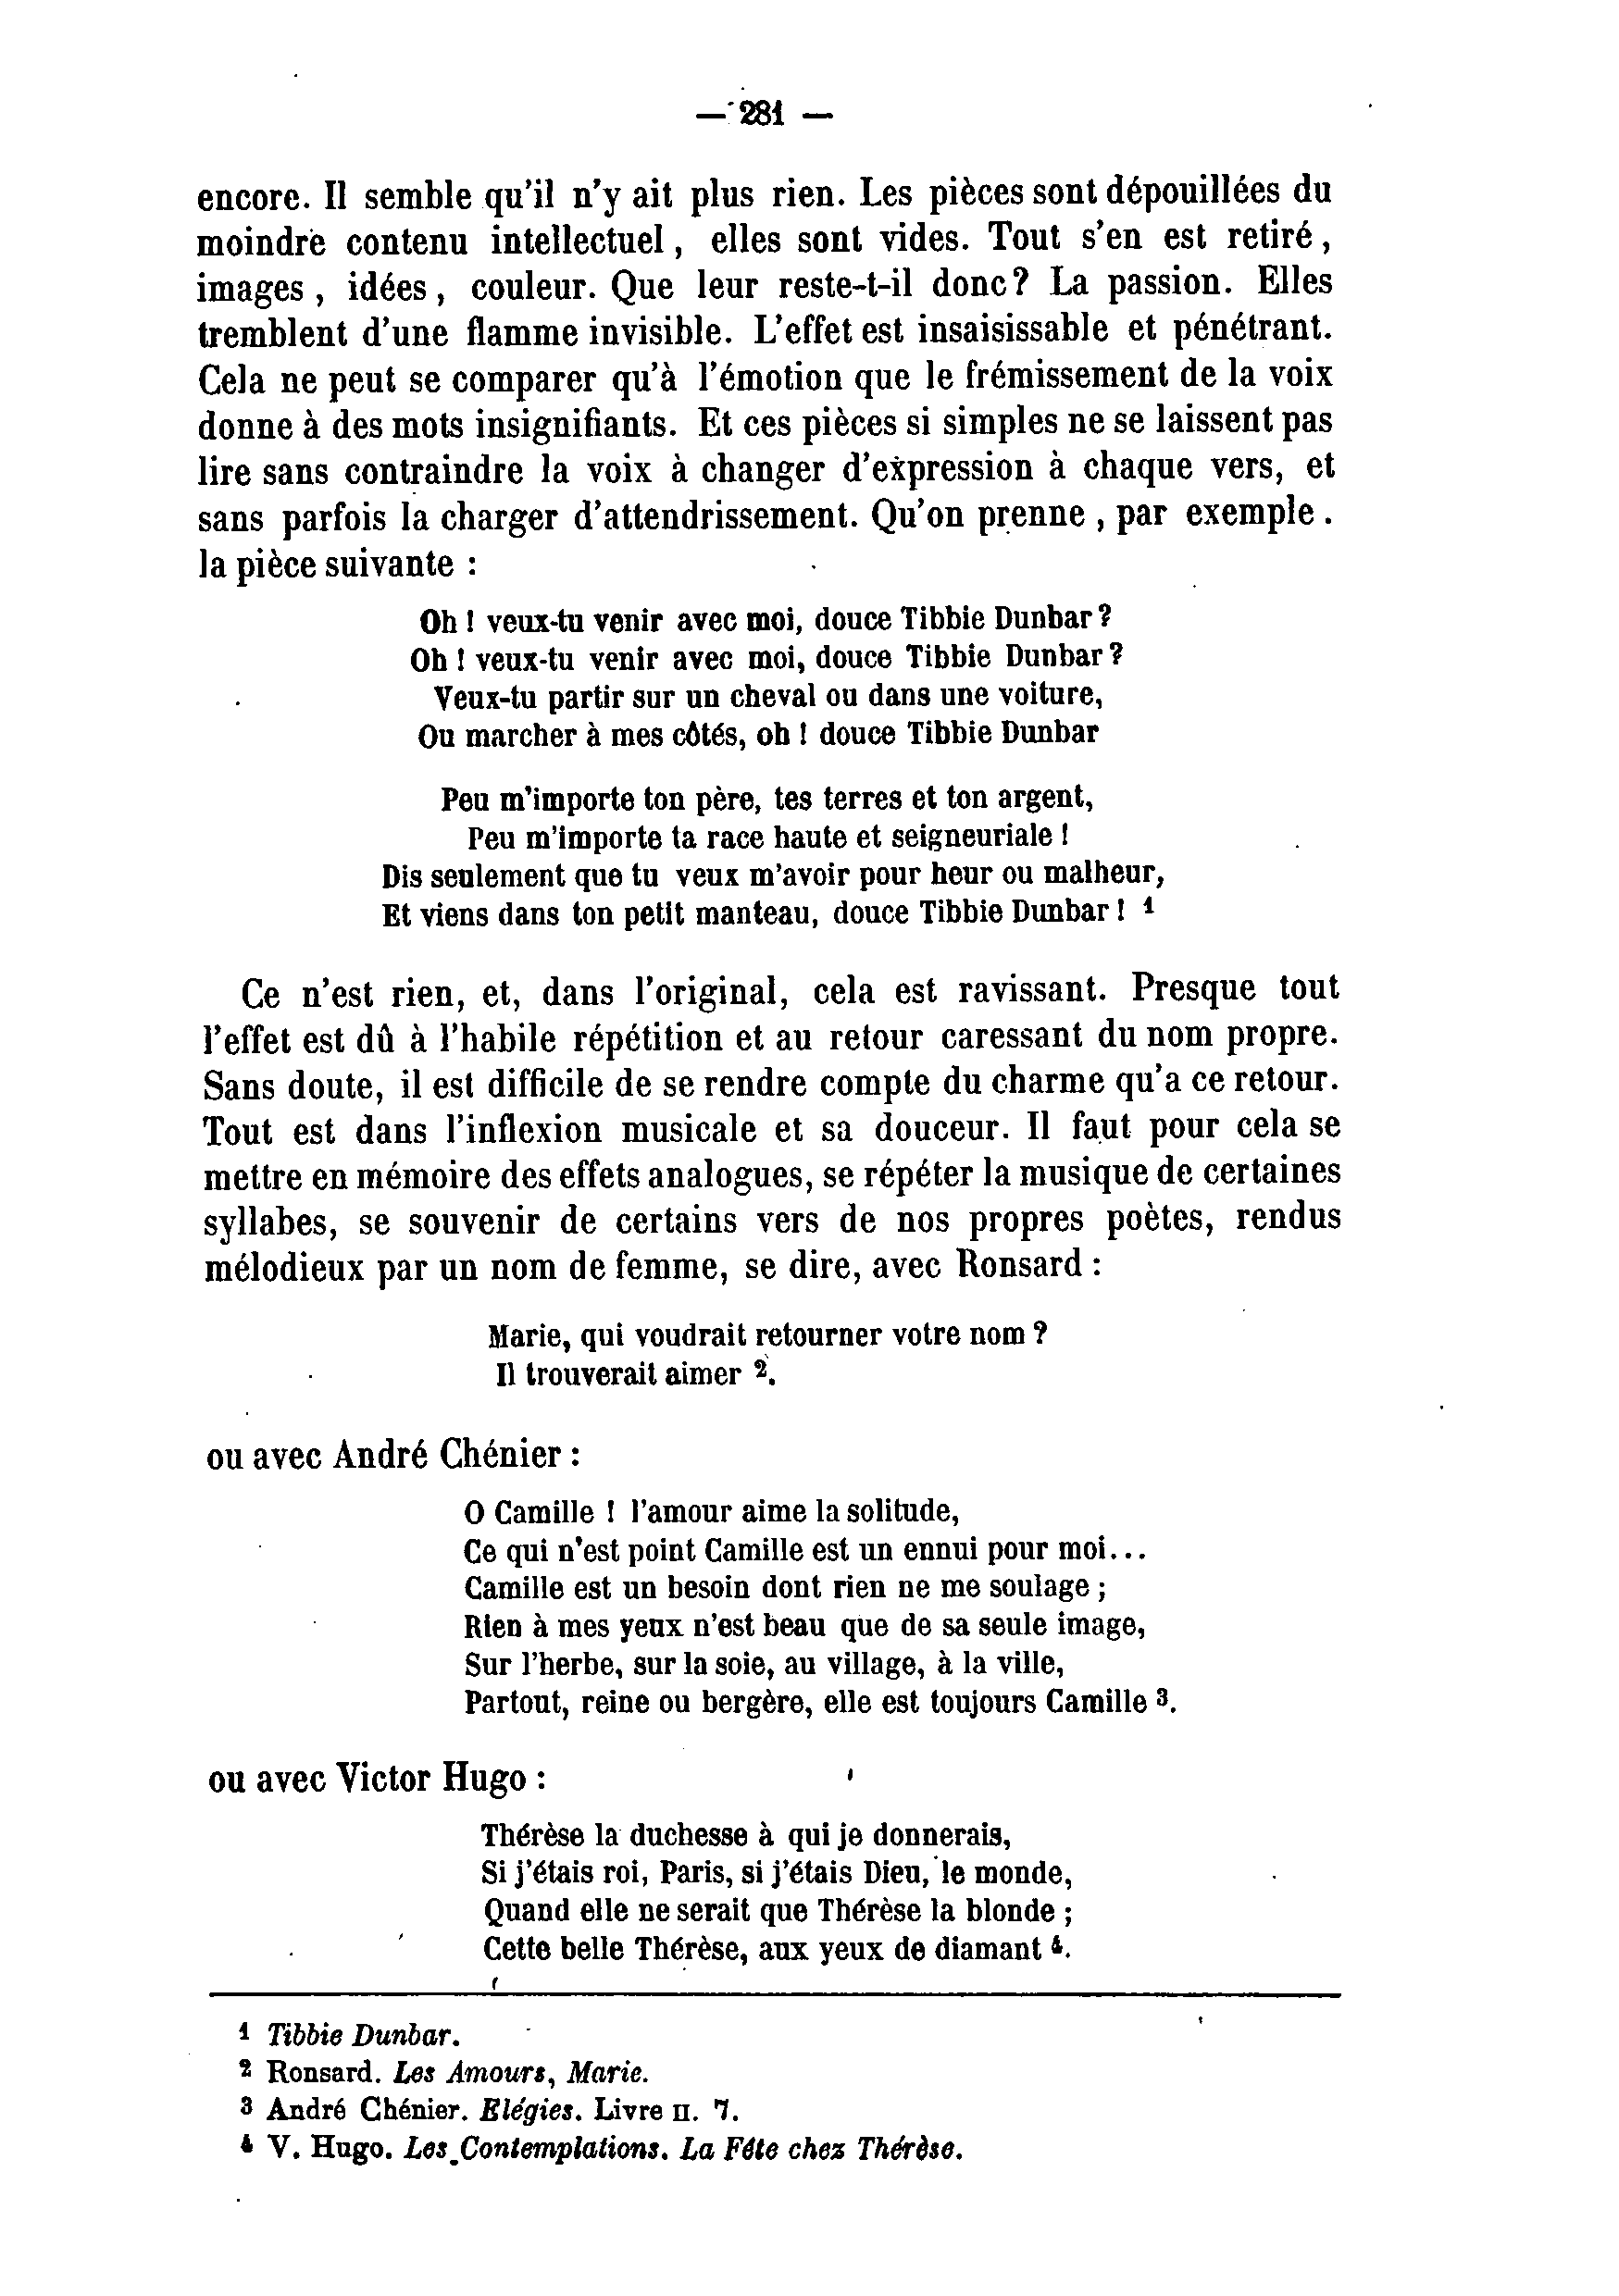 — 281 —
encore. Il semble qu'il n'y ait plus rien. Les pièces sont dépouillées du
moindre contenu intellectuel, elles sont vides. Tout s'en est retiré,
images, idées, couleur. Que leur reste-t-il donc? La passion. Elles
tremblent d'une flamme invisible. L'effet est insaisissable et pénétrant.
Cela ne peut se comparer qu'à l'émotion que le frémissement de la voix
donne à des mots insignifiants. Et ces pièces si simples ne se laissent pas
lire sans contraindre la voix à changer d'expression à chaque vers, et
sans parfois la charger d'attendrissement. Qu'on prenne, par exemple.
la pièce suivante :
Oh ! veux-tu venir avec moi, douce Tibbie Dunbar ?
Oh ! veux-tu venir avec moi, douce Tibbie Dunbar ?
Veux-tu partir sur un cheval ou dans une voiture,
Ou marcher à mes côtés, oh ! douce Tibbie Dunbar
Peu m'importe ton père, tes terres et ton argent,
Peu m'importe ta race haute et seigneuriale !
Dis seulement que tu veux m'avoir pour heur ou malheur,
Et viens dans ton petit manteau, douce Tibbie Dunbar ! 1
Ce n'est rien, et, dans l'original, cela est ravissant. Presque tout
l'effet est dû à l'habile répétition et au retour caressant du nom propre.
Sans doute, il est difficile de se rendre compte du charme qu'a ce retour.
Tout est dans l'inflexion musicale et sa douceur. Il faut pour cela se
mettre en mémoire des effets analogues, se répéter la musique de certaines
syllabes, se souvenir de certains vers de nos propres poètes, rendus
mélodieux par un nom de femme, se dire, avec Ronsard :
Marie, qui voudrait retourner votre nom ?
Il trouverait aimer 2.
ou avec André Chénier :
O Camille ! l'amour aime la solitude,
Ce qui n'est point Camille est un ennui pour moi...
Camille est un besoin dont rien ne me soulage ;
Rien à mes yeux n'est beau que de sa seule image,
Sur l'herbe, sur la soie, au village, à la ville,
Partout, reine ou bergère, elle est toujours Camille 3.
ou avec Victor Hugo :
Thérèse la duchesse à qui je donnerais,
Si j'étais roi, Paris, si j'étais Dieu, le monde,
Quand elle ne serait que Thérèse la blonde ;
Cette belle Thérèse, aux yeux de diamant 4.
1 Tibbie Dunbar.
2 Ronsard. Les Amours, Marie.
3 André Chénier. Elégies. Livre II. 7.
4 V. Hugo. Les Contemplations. La Fête chez Thérèse.